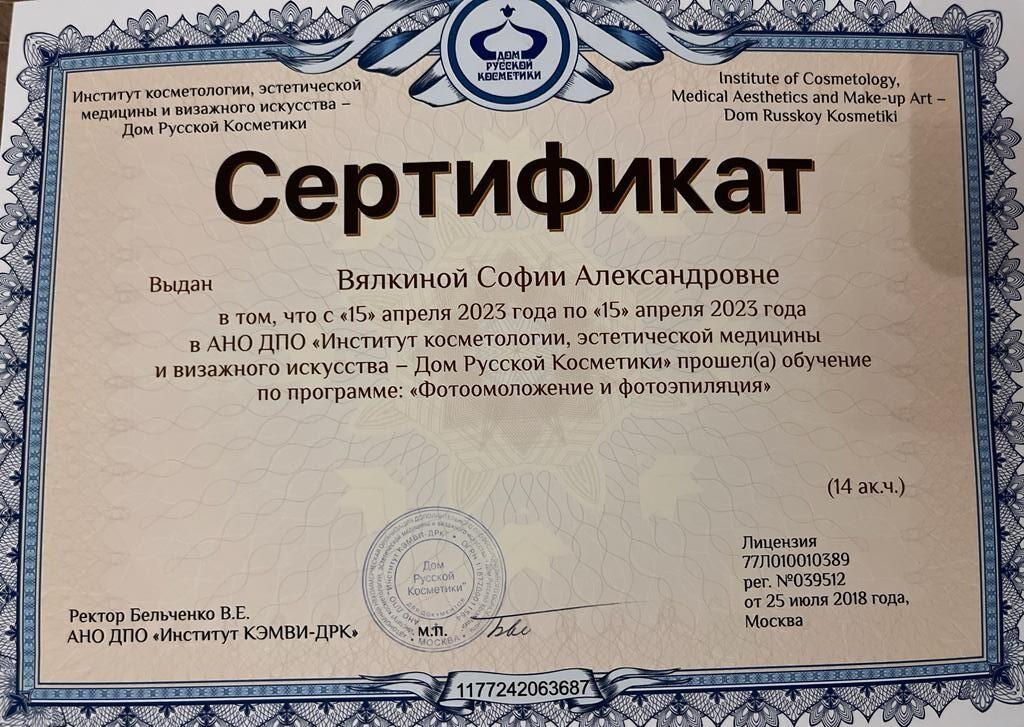 ДОМ
РУССКОЙ
КОСМЕТИКИ
Институт косметологии, эстетической
медицины и визажного искусства –
Дом Русской Косметики
Institute of Cosmetology,
Medical Aesthetics and Make-up Art –
Dom Russkoy Kosmetiki
Сертификат
Выдан Вялкиной Софии Александровне
в том, что с «15» апреля 2023 года по «15» апреля 2023 года
в АНО ДПО «Институт косметологии, эстетической медицины
и визажного искусства – Дом Русской Косметики» прошел(а) обучение
по программе: «Фотоомоложение и фотоэпиляция»
(14 ак.ч.)
Лицензия
77Л010010389
рег. №039512
от 25 июля 2018 года,
Москва
Дом
Русской
Косметики
МОСКВА
Ректор Бельченко В.Е.
АНО ДПО «Институт КЭМВИ-ДРК»
м.п.
1177242063687